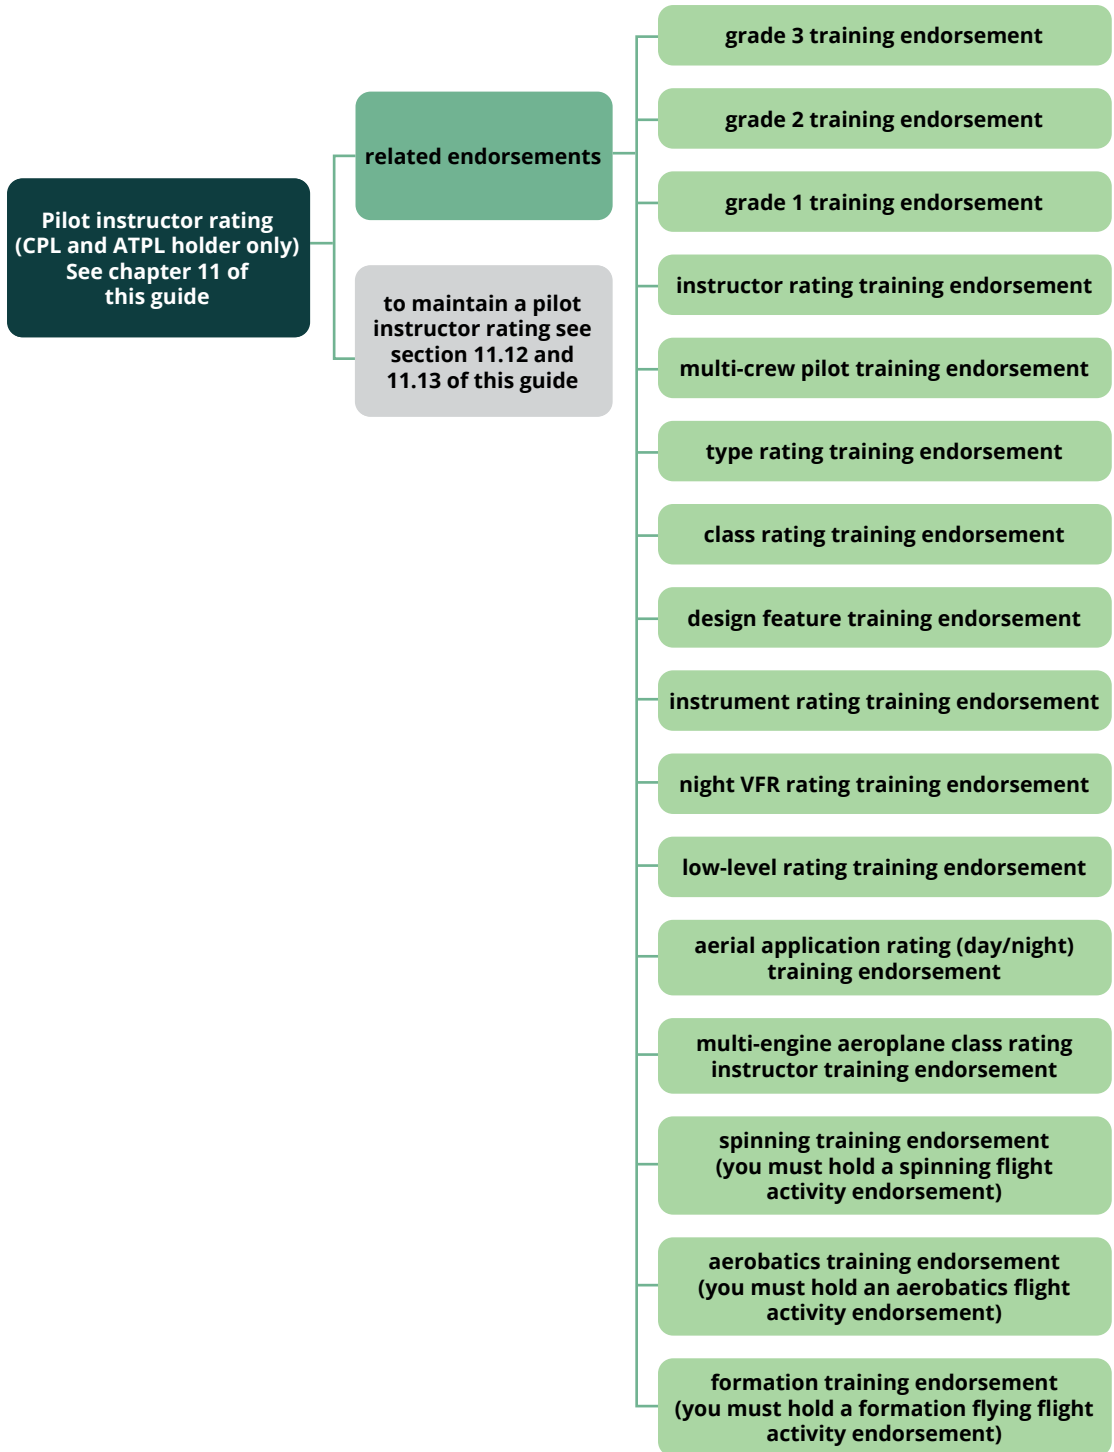 Pilot instructor rating
(CPL and ATPL holder only)
See chapter 11 of
this guide
related endorsements
to maintain a pilot
instructor rating see
section 11.12 and
11.13 of this guide
grade 3 training endorsement
grade 2 training endorsement
grade 1 training endorsement
instructor rating training endorsement
multi-crew pilot training endorsement
type rating training endorsement
class rating training endorsement
design feature training endorsement
instrument rating training endorsement
night VFR rating training endorsement
low-level rating training endorsement
aerial application rating (day/night)
training endorsement
multi-engine aeroplane class rating
instructor training endorsement
spinning training endorsement
(you must hold a spinning flight
activity endorsement)
aerobatics training endorsement
(you must hold an aerobatics flight
activity endorsement)
formation training endorsement
(you must hold a formation flying flight
activity endorsement)